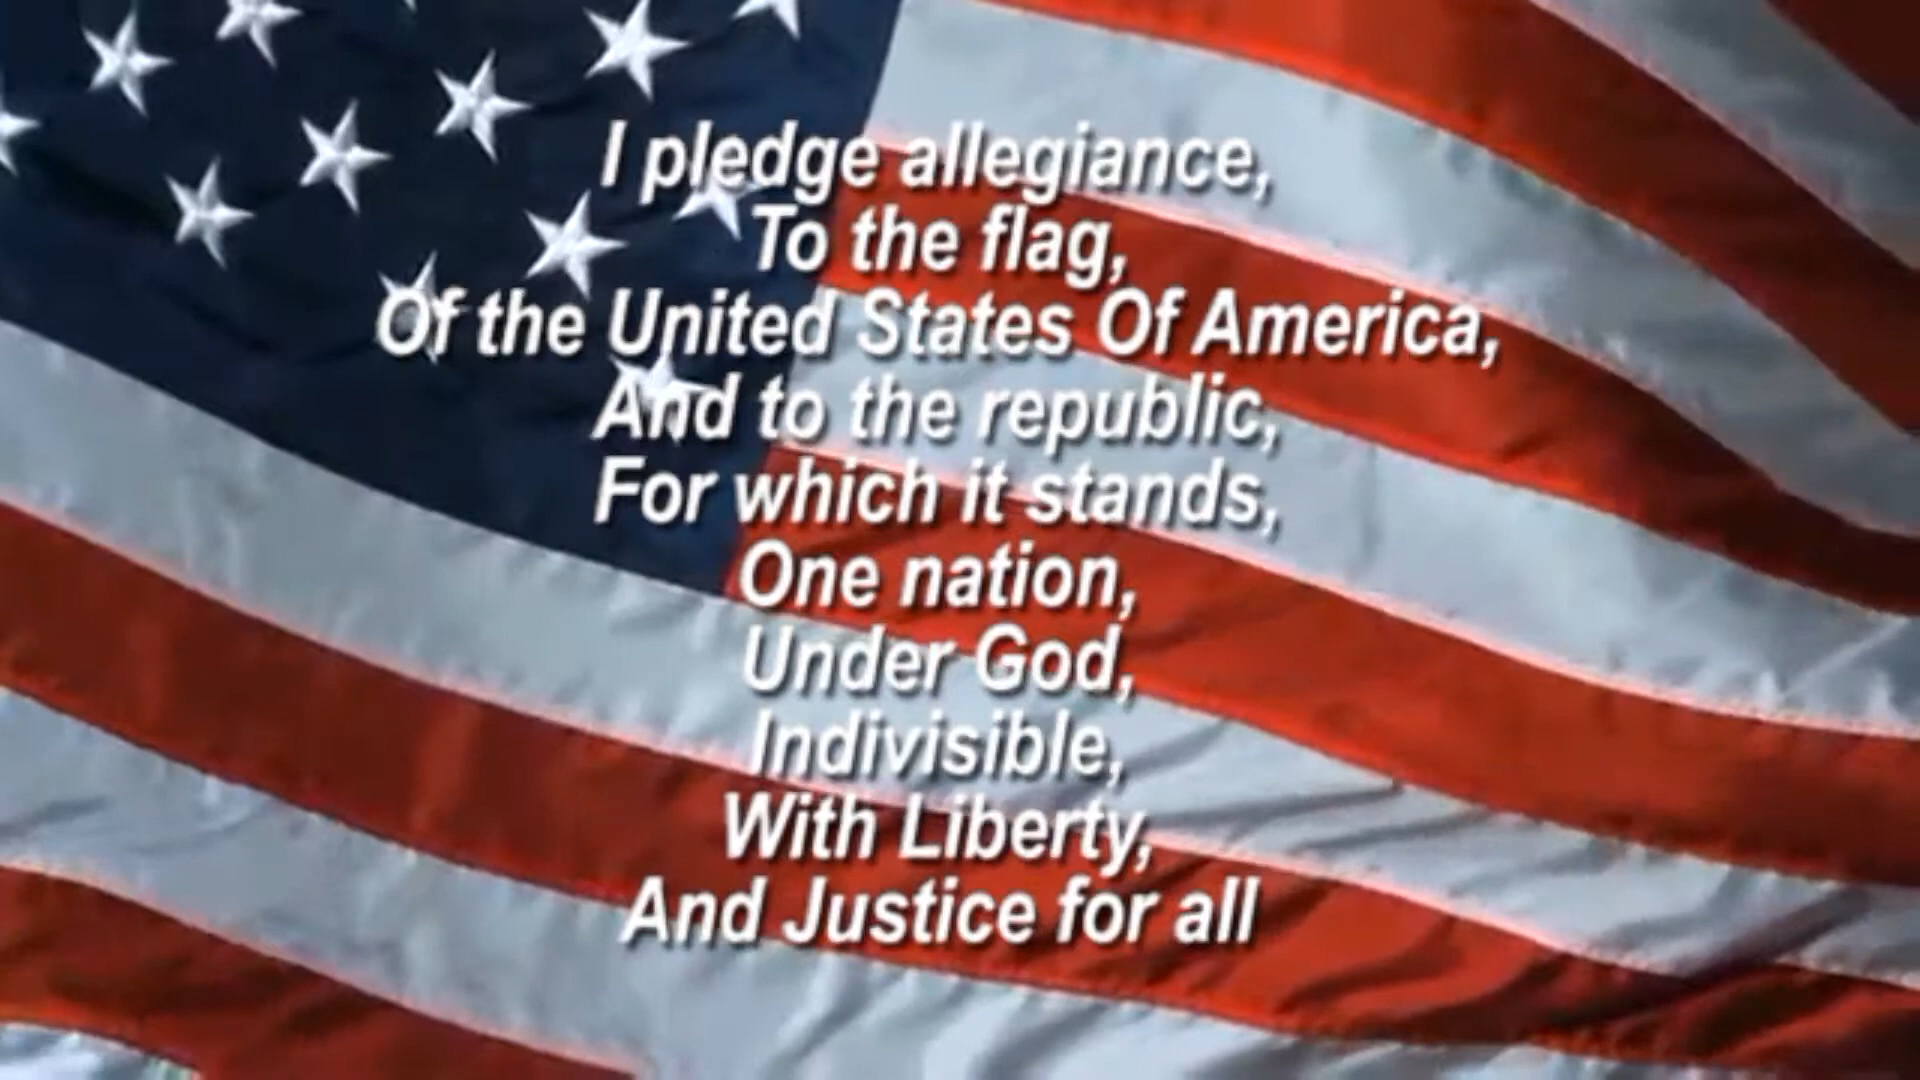 I pledge allegiance,
To the flag,
Of the United States Of America,
And to the republic,
For which it stands,
One nation,
Under God,
Indivisible,
With Liberty,
And Justice for all